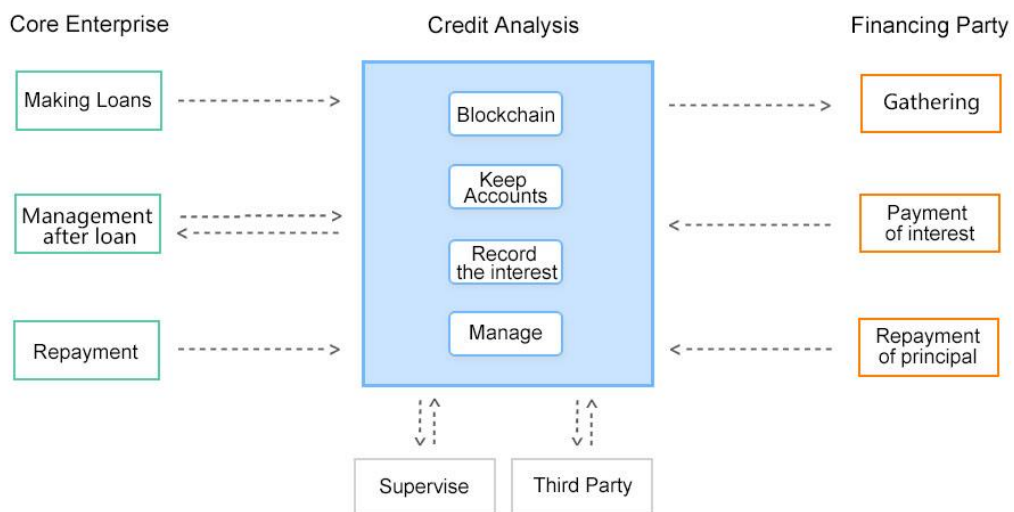 Core Enterprise
Credit Analysis
Financing Party
Making Loans
Blockchain
Gathering
Keep
Accounts
Management
after loan
Payment
of interest
Record
the interest
Manage
Repayment
Repayment
of principal
Supervise
Third Party